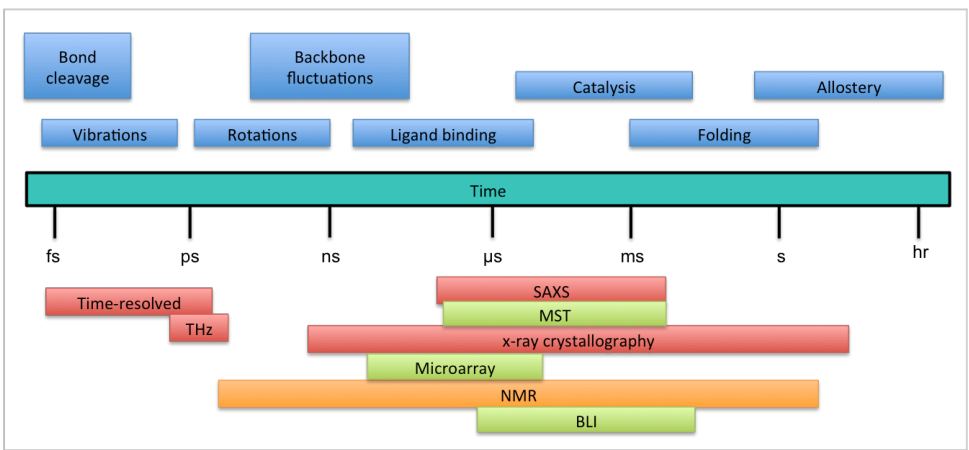 Bond
cleavage
Backbone
fluctuations
Catalysis
Allostery
Vibrations
Rotations
Ligand binding
Folding
Time
fs
ps
ns
µs
ms
s
hr
SAXS
Time-resolved
MST
THz
x-ray crystallography
Microarray
NMR
BLI